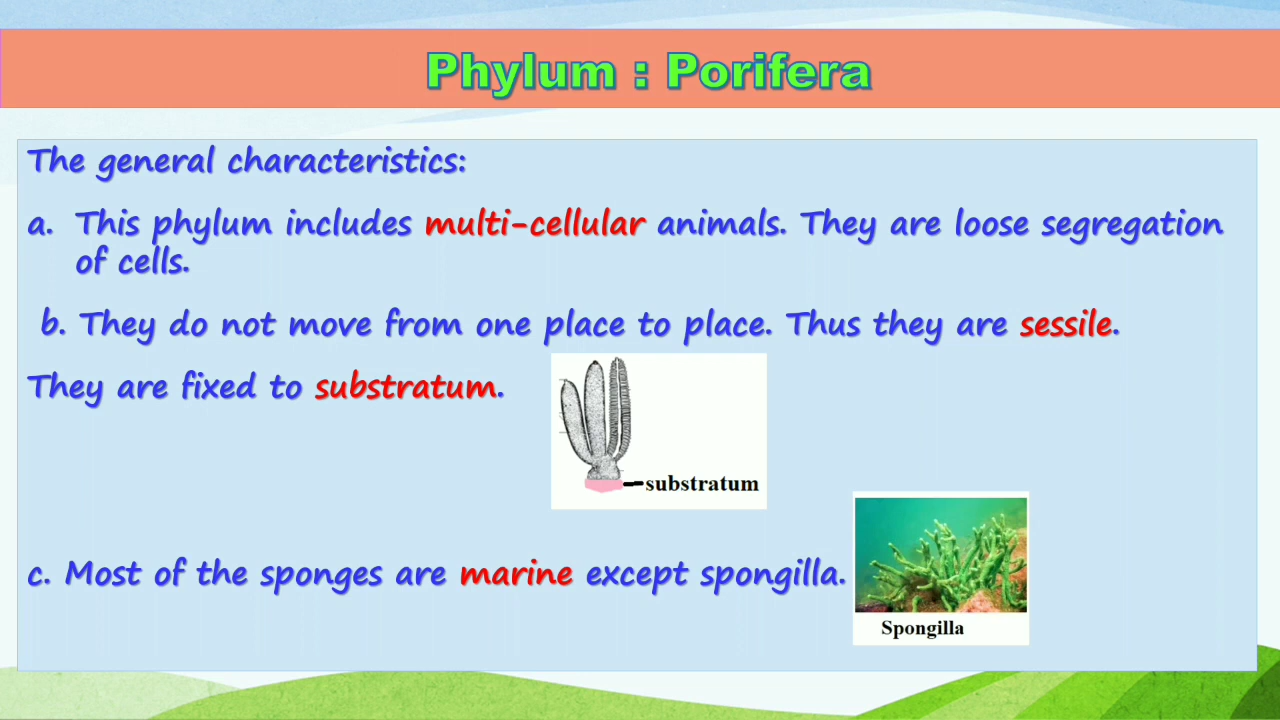 Phylum : Porifera
The general characteristics:
a. This phylum includes multi-cellular animals. They are loose segregation
of cells.
b. They do not move from one place to place. Thus they are sessile.
They are fixed to substratum.
substratum
c. Most of the sponges are marine except spongilla.
Spongilla